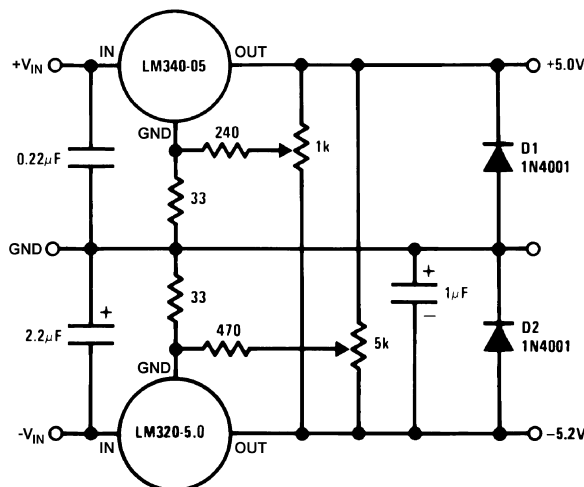 IN
LM340-05
OUT
+VIN
+5.0V
GND
240
1k
D1
1N4001
0.22μF
33
GND
33
+
1μF
−
+
2.2μF
470
5k
D2
1N4001
GND
-VIN
IN
LM320-5.0
OUT
−5.2V